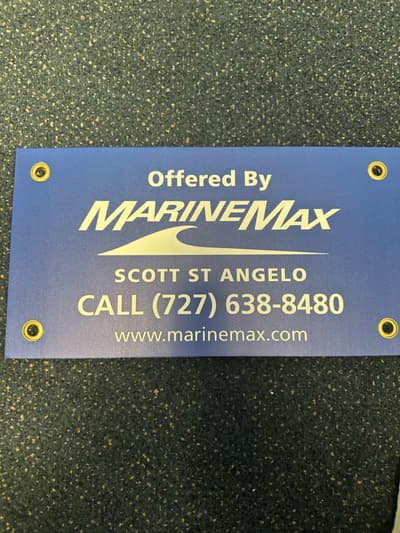 Offered By
MARINEMAX
SCOTT ST ANGELO
CALL (727) 638-8480
www.marinemax.com